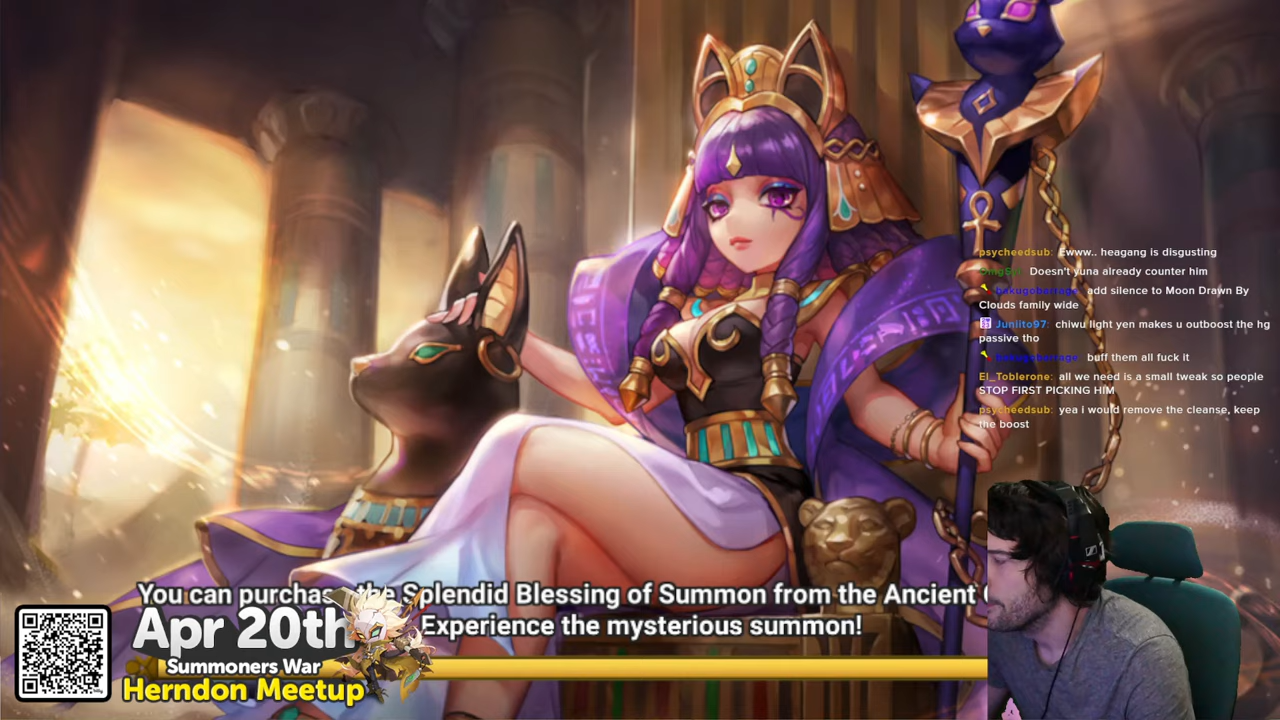 psycheedsub: Ewww.. heagang is disgusting
Doesn't yuna already counter him
add silence to Moon Drawn By
Clouds family wide
Juniito97: chiwu light yen makes u outboost the hg
passive tho
buff them all fuck it
El_Toblerone: all we need is a small tweak so people
STOP FIRST PICKING HIM
psycheedsub: yea i would remove the cleanse, keep
the boost
You can purchas the Splendid Blessing of Summon from the Ancient
Experience the mysterious summon!
Apr 20th
Summoners War
Herndon Meetup